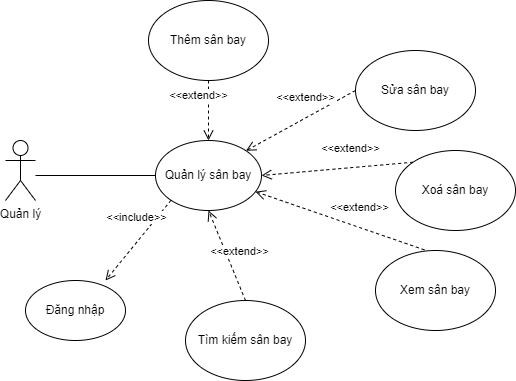 Thêm sân bay
<<extend>>
<<extend>>
Sửa sân bay
<<extend>>
Quản lý sân bay
Xoá sân bay
Quản lý
<<include>>
<<extend>>
<<extend>>
Xem sân bay
Đăng nhập
Tìm kiếm sân bay